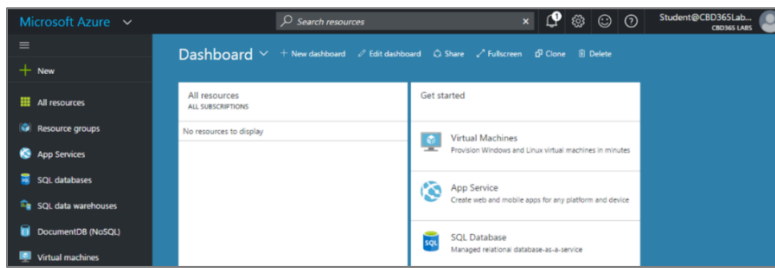 Microsoft Azure
Search resources
Student@CBD365Lab...
CBD365 LABS
Dashboard
+ New dashboard Edit dashboard Share Fullscreen Clone Delete
+ New
All resources
Resource groups
App Services
SQL databases
SQL data warehouses
DocumentDB (NoSQL)
Virtual machines
All resources
ALL SUBSCRIPTIONS
No resources to display
Get started
Virtual Machines
Provision Windows and Linux virtual machines in minutes
App Service
Create web and mobile apps for any platform and device
SQL
SQL Database
Managed relational database-as-a-service